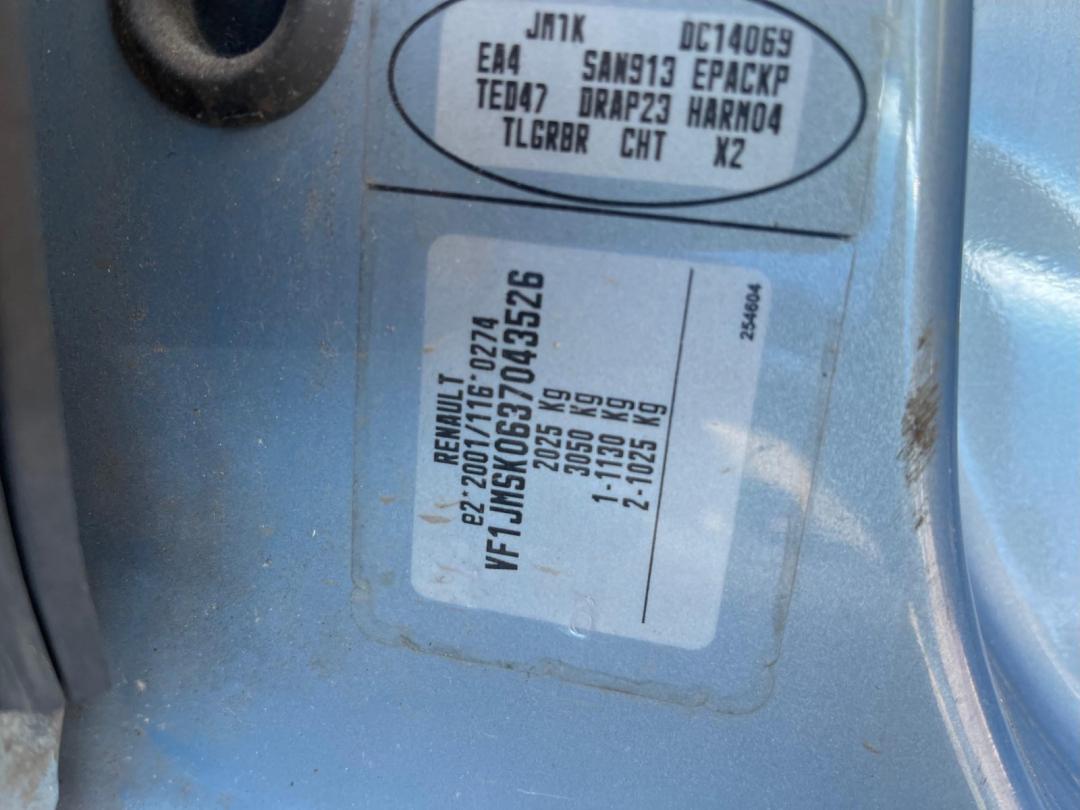 JM1K DC14069
EA4 SAN913 EPACKP
TED47 DRAP23 HARM04
TLGRBR CHT X2
RENAULT
e2*2001/116*0274
VF1JMSK0637043526
2025 Kg
3050 Kg
1-1130 Kg
2-1025 Kg
254604